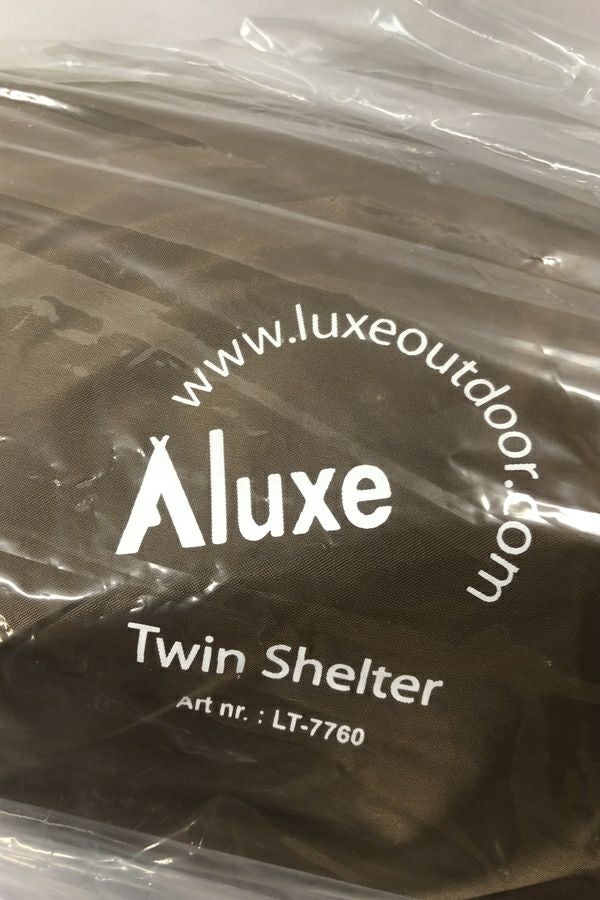 www.luxeoutdoor.com
Aluxe
Twin Shelter
Art nr. : LT-7760